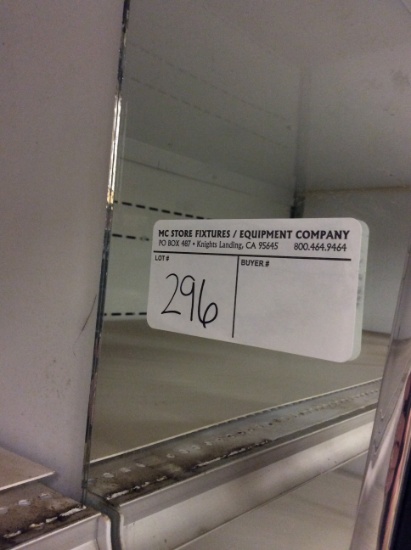 MC STORE FIXTURES / EQUIPMENT COMPANY
PO BOX 487 • Knights Landing, CA 95645 800.464.9464
LOT # BUYER #
296